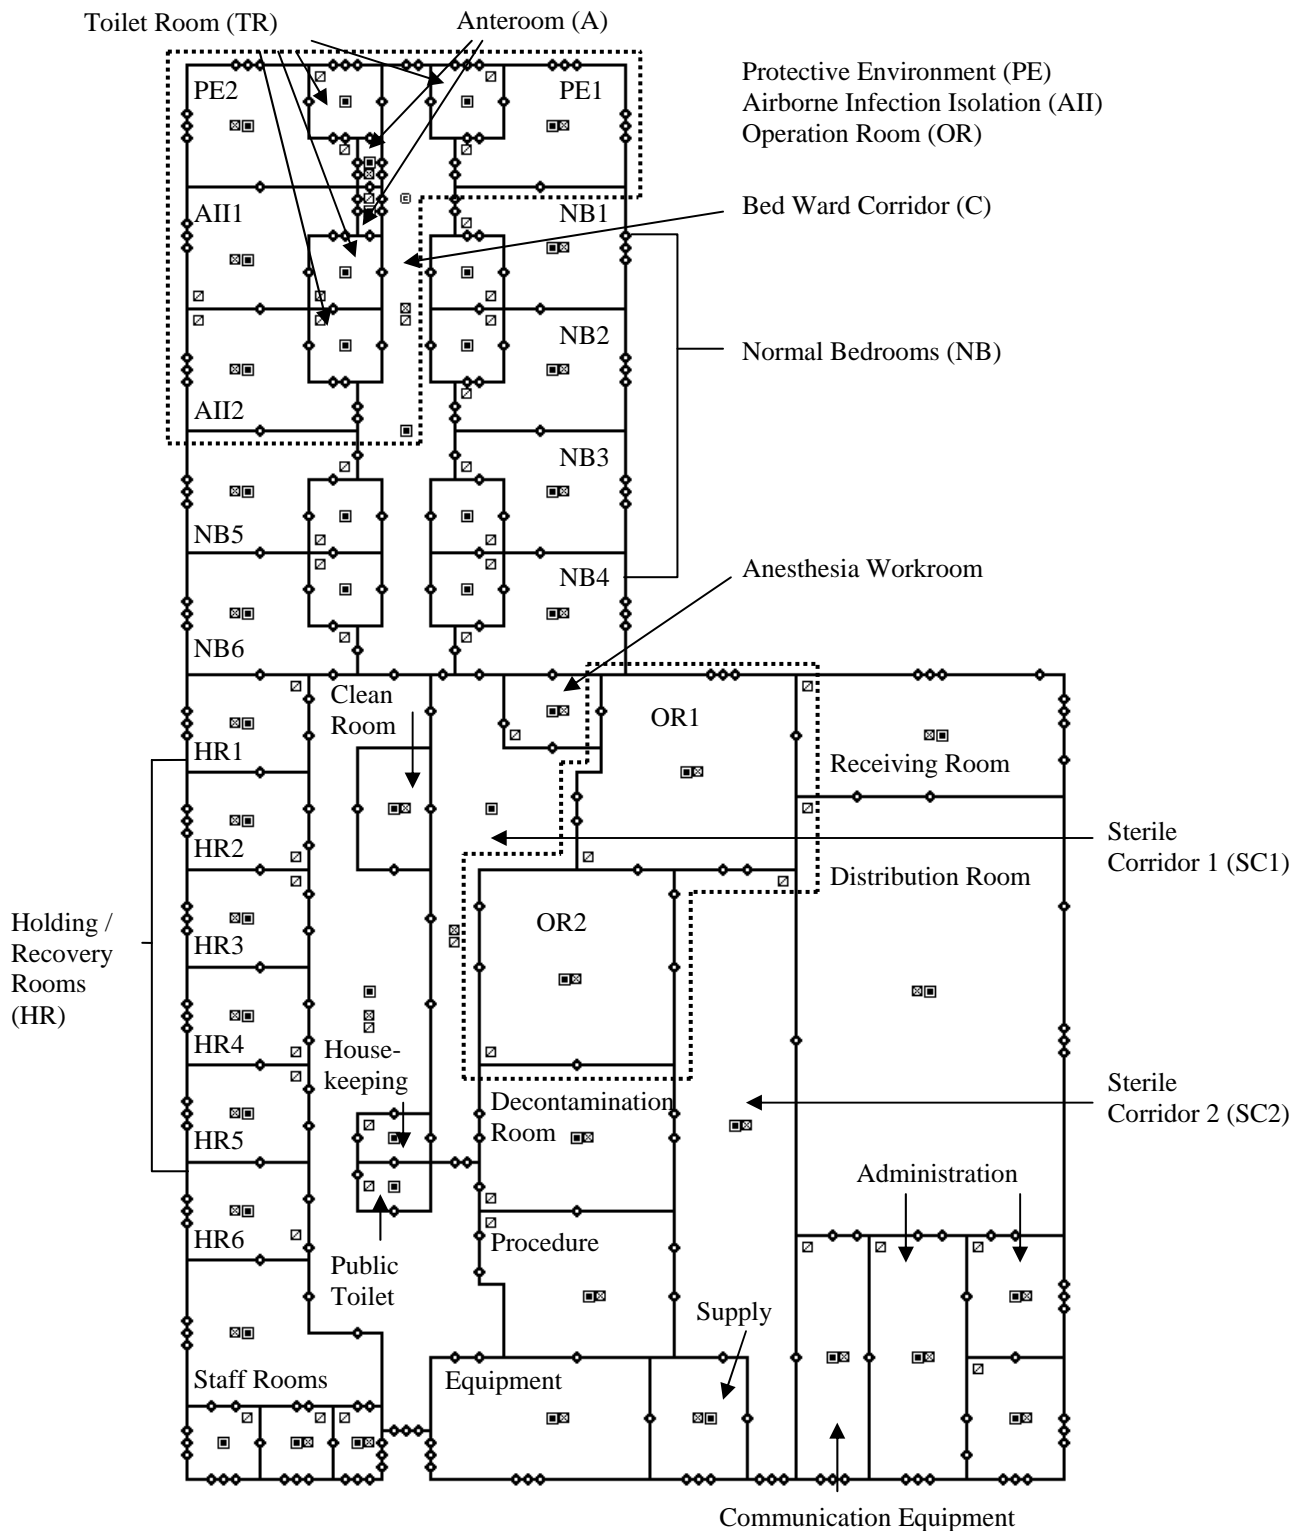 Toilet Room (TR)
Anteroom (A)
Protective Environment (PE)
Airborne Infection Isolation (AII)
Operation Room (OR)
PE2
PE1
AII1
NB1
Bed Ward Corridor (C)
NB2
Normal Bedrooms (NB)
AII2
NB3
NB5
NB4
Anesthesia Workroom
NB6
Clean
Room
OR1
HR1
Receiving Room
HR2
Sterile
Corridor 1 (SC1)
Distribution Room
Holding /
Recovery
Rooms
(HR)
HR3
OR2
HR4
House-
keeping
Decontamination
Room
Sterile
Corridor 2 (SC2)
HR5
Administration
HR6
Procedure
Public
Toilet
Supply
Staff Rooms
Equipment
Communication Equipment